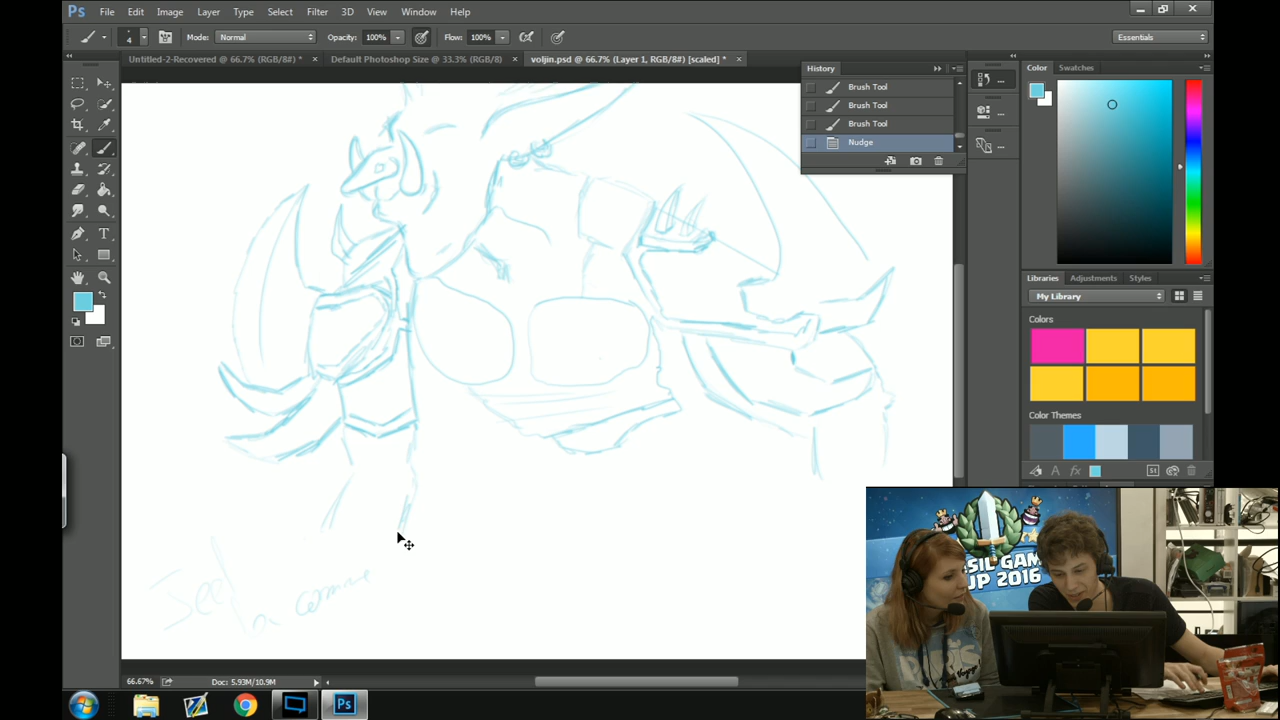 Ps File Edit Image Layer Type Select Filter 3D View Window Help
4 Mode: Normal Opacity: 100% Flow: 100% Essentials
Untitled-2-Recovered @ 66.7% (RGB/8#) * × Default Photoshop Size @ 33.3% (RGB/8) × voljin.psd @ 66.7% (Layer 1, RGB/8#) [scaled] * ×
History
Brush Tool
Brush Tool
Brush Tool
Nudge
Color Swatches
Libraries Adjustments Styles
My Library
Colors
Color Themes
66.67% Doc: 5.93M/10.9M
SIL GAM
UP 2016
Ps